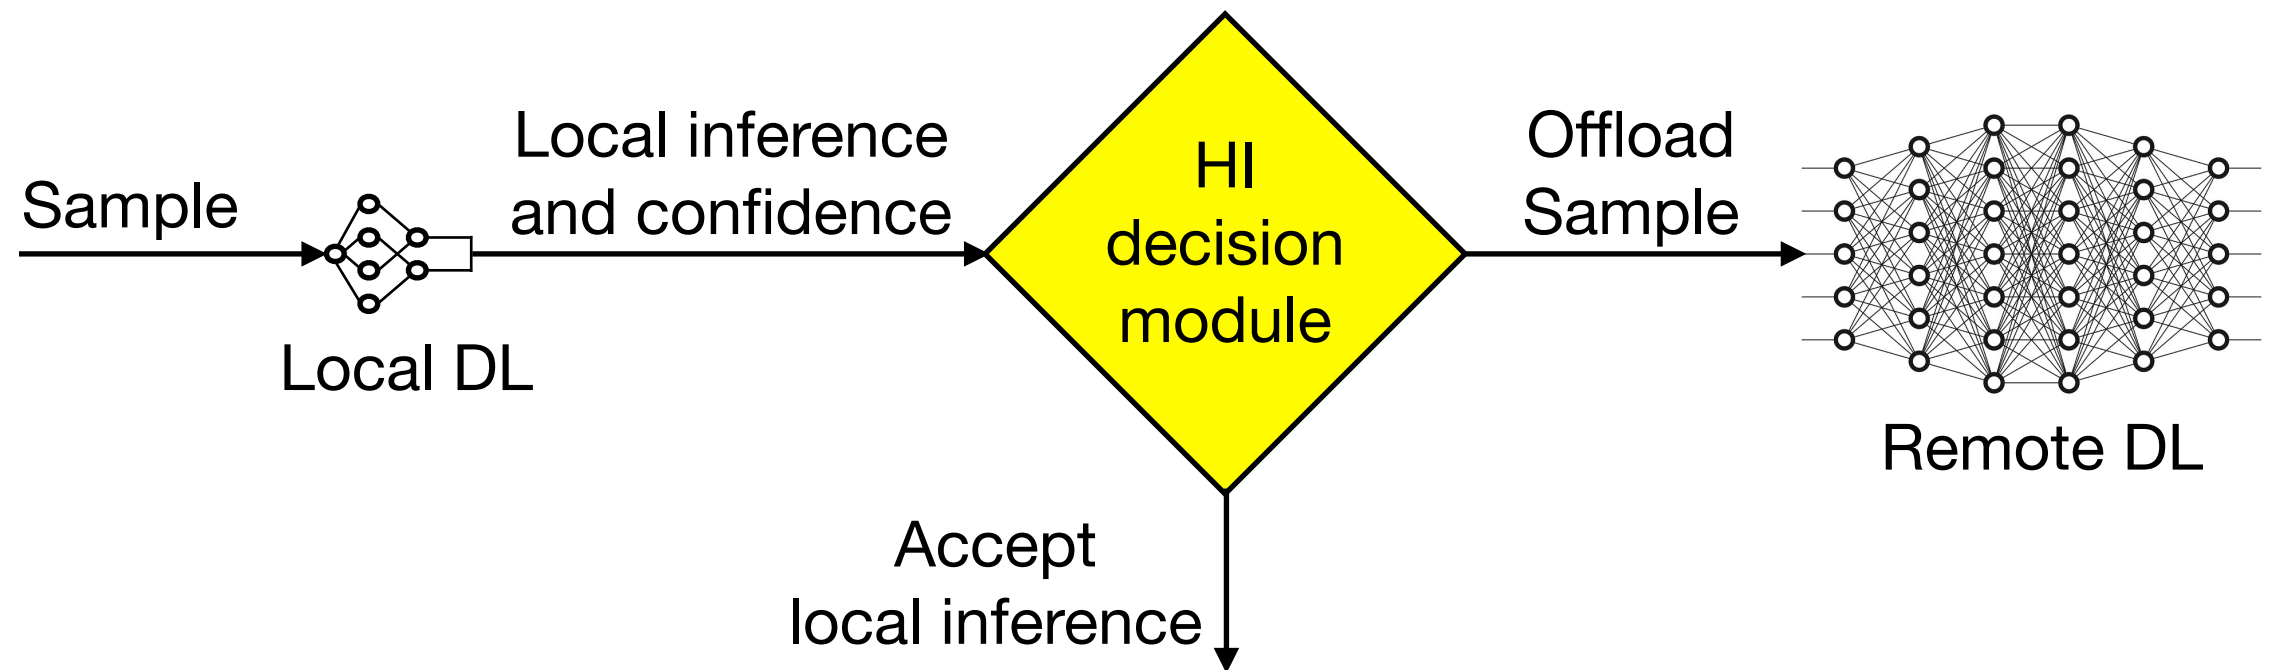 Sample
Local DL
Local inference
and confidence
HI
decision
module
Accept
local inference
Offload
Sample
Remote DL